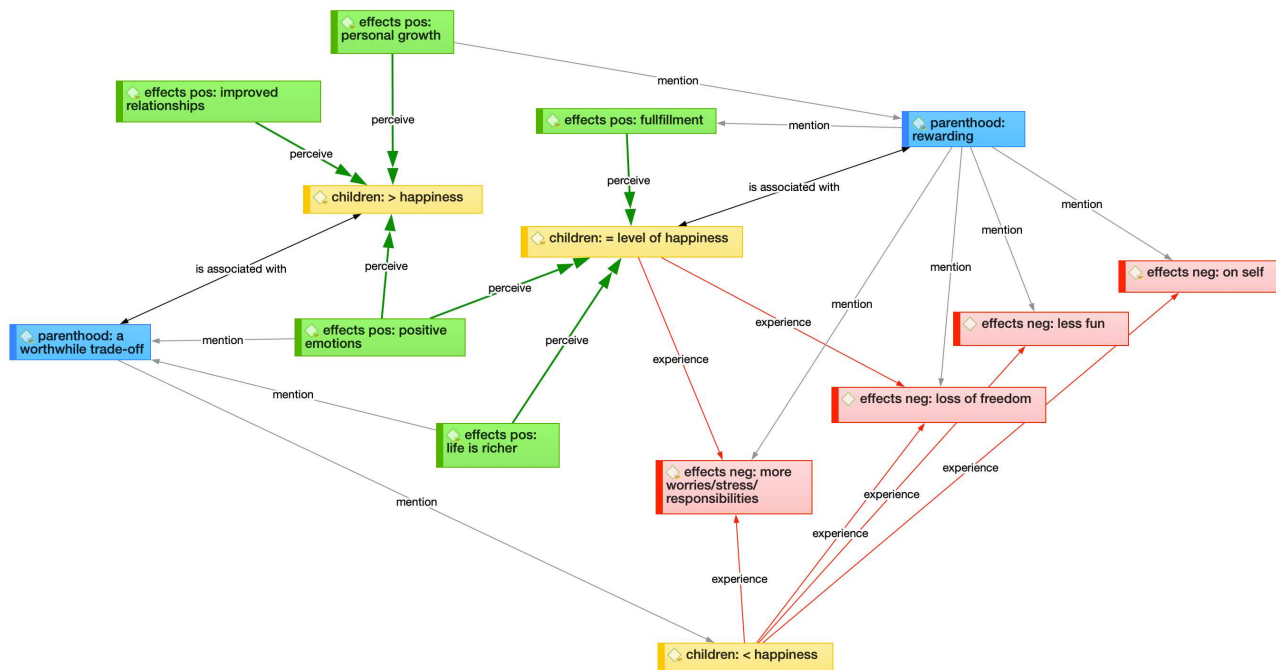 effects pos:
personal growth
mention
effects pos: improved
relationships
perceive
effects pos: fullfillment
mention
parenthood:
rewarding
perceive
perceive
is associated with
children: > happiness
mention
mention
children: = level of happiness
is associated with
perceive
mention
effects neg: on self
perceive
mention
effects pos: positive
emotions
experience
effects neg: less fun
parenthood: a
worthwhile trade-off
mention
perceive
experience
mention
effects neg: loss of freedom
effects pos:
life is richer
effects neg: more
worries/stress/
responsibilities
mention
experience
experience
experience
experience
children: < happiness